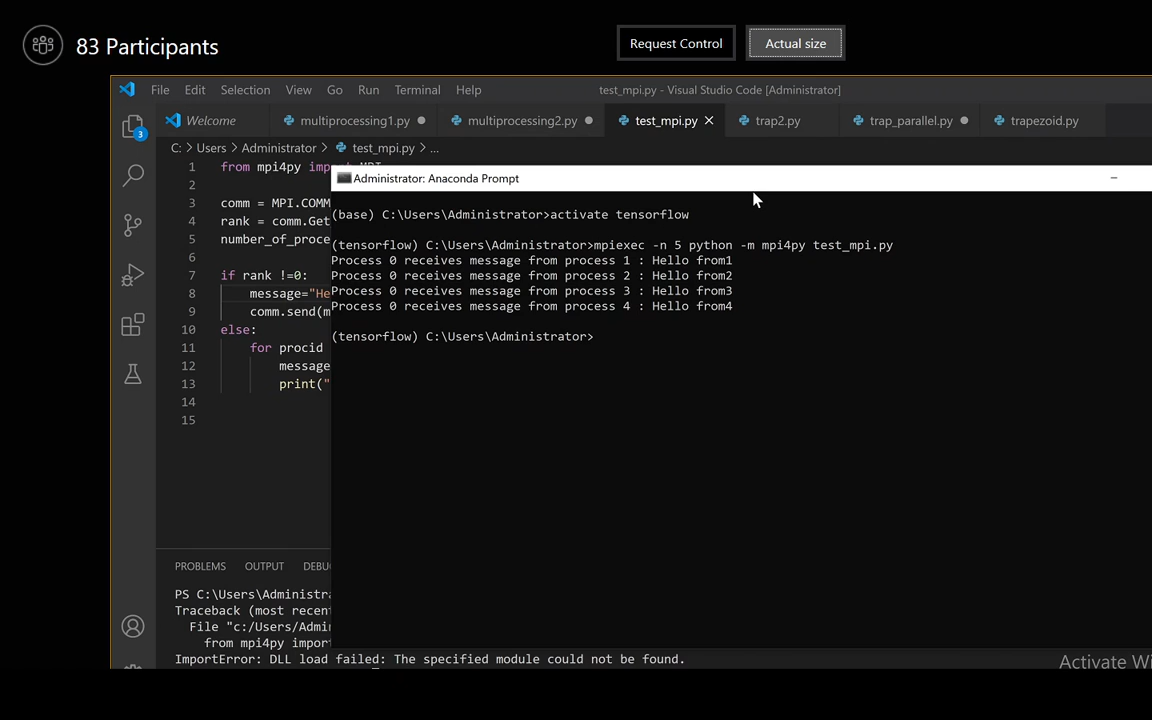 83 Participants
Request Control
Actual size
File Edit Selection View Go Run Terminal Help
test_mpi.py - Visual Studio Code [Administrator]
3
Welcome
multiprocessing1.py
multiprocessing2.py
test_mpi.py
trap2.py
trap_parallel.py
trapezoid.py
C: > Users > Administrator > test_mpi.py > ...
1 from mpi4py imp
2
3 comm = MPI.COMM
4 rank = comm.Get
5 number_of_proce
6
7 if rank !=0:
8 message="He
9 comm.send(m
10 else:
11 for procid
12 message
13 print("
14
15
Administrator: Anaconda Prompt
(base) C:\Users\Administrator>activate tensorflow
(tensorflow) C:\Users\Administrator>mpiexec -n 5 python -m mpi4py test_mpi.py
Process 0 receives message from process 1 : Hello from1
Process 0 receives message from process 2 : Hello from2
Process 0 receives message from process 3 : Hello from3
Process 0 receives message from process 4 : Hello from4
(tensorflow) C:\Users\Administrator>
PROBLEMS OUTPUT DEBU
PS C:\Users\Administra
Traceback (most recen
File "c:/Users/Admi
from mpi4py impor
ImportError: DLL load failed: The specified module could not be found.
Activate Wi